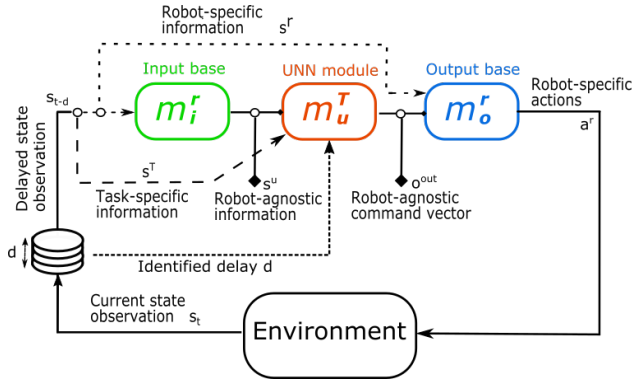 Robot-specific
information s^r
Input base
UNN module
Output base
Robot-specific
actions
a^r
s_{t-d}
m_i^r
m_u^T
m_o^r
Delayed state
observation
s^T
Task-specific
information
s^u
Robot-agnostic
information
o^out
Robot-agnostic
command vector
d
Identified delay d
Current state
observation s_t
Environment